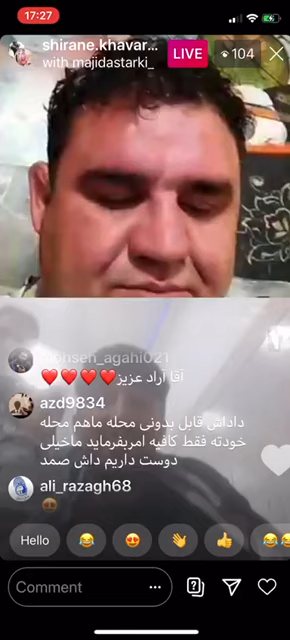 17:27
shirane.khavar...
LIVE
104
with majidastarki_
mohsen_agahi021
آقا آراد عزیز❤️❤️❤️❤️
azd9834
داداش قابل بدونی محله ماهم محله
خودته فقط کافیه امربفرماید ماخیلی
دوست داریم داش صمد
ali_razagh68
😍
Hello
😂
😍
👋
👍
😂😂
Comment